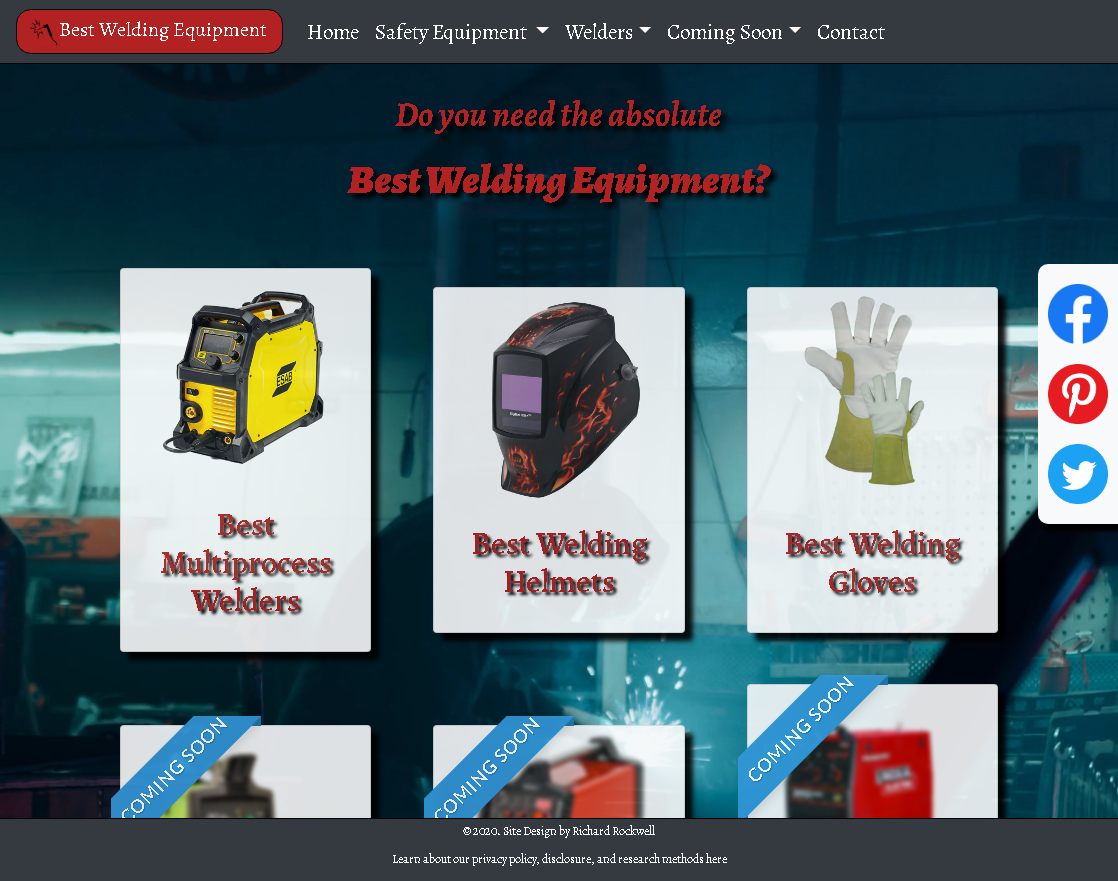 Best Welding Equipment
Home Safety Equipment Welders Coming Soon Contact
Do you need the absolute
Best Welding Equipment?
ESAB
Best
Multiprocess
Welders
Best Welding
Helmets
Best Welding
Gloves
COMING SOON
COMING SOON
COMING SOON
©2020. Site Design by Richard Rockwell
Learn about our privacy policy, disclosure, and research methods here